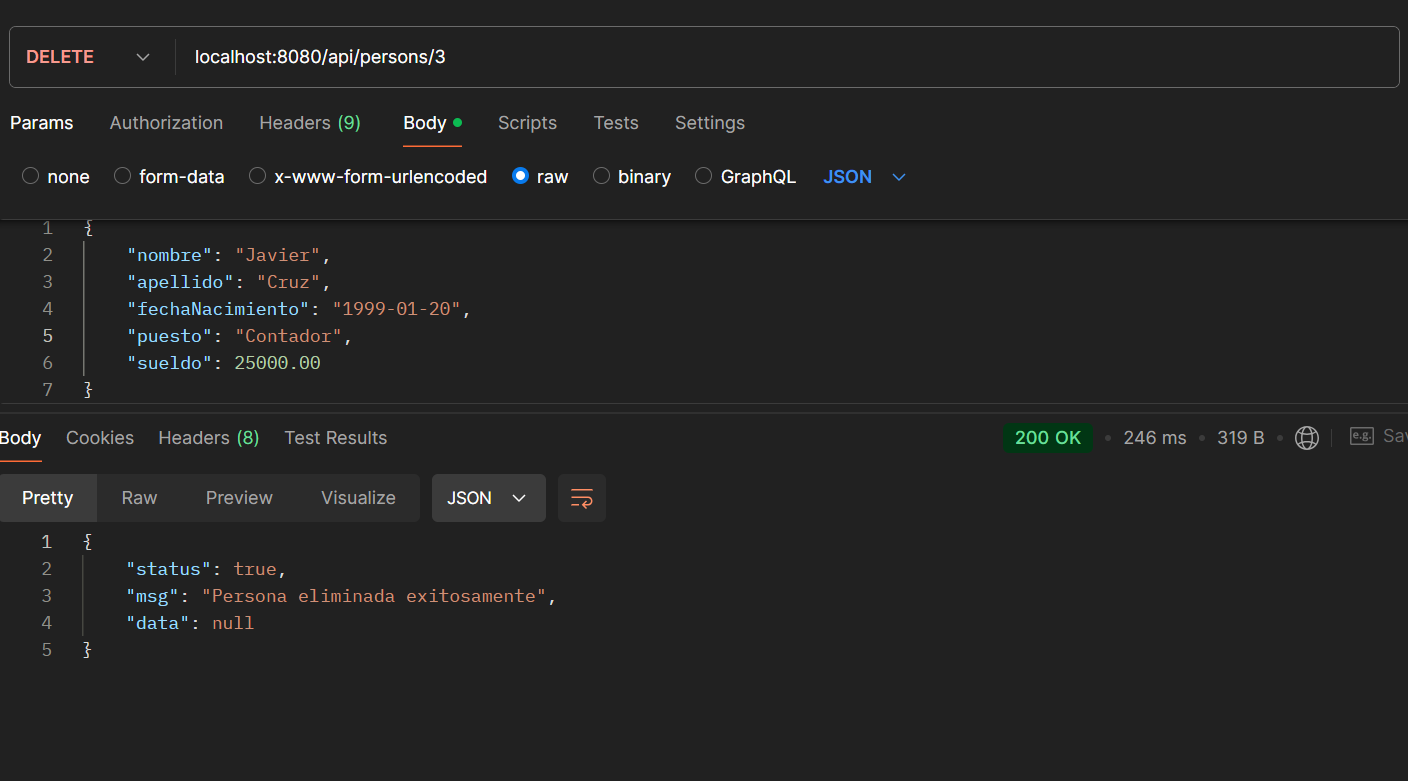 DELETE localhost:8080/api/persons/3
Params Authorization Headers (9) Body Scripts Tests Settings
none form-data x-www-form-urlencoded raw binary GraphQL JSON
1 {
2 "nombre": "Javier",
3 "apellido": "Cruz",
4 "fechaNacimiento": "1999-01-20",
5 "puesto": "Contador",
6 "sueldo": 25000.00
7 }
Body Cookies Headers (8) Test Results 200 OK 246 ms 319 B e.g.
Pretty Raw Preview Visualize JSON
1 {
2 "status": true,
3 "msg": "Persona eliminada exitosamente",
4 "data": null
5 }